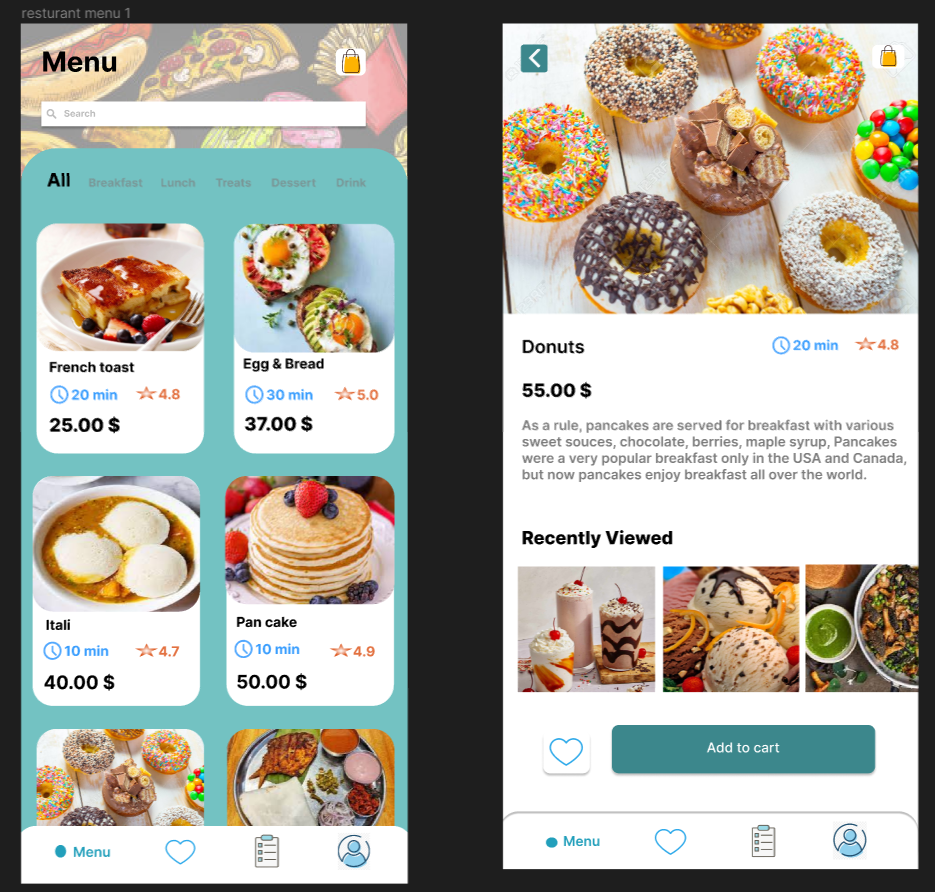 resturant menu 1
Menu
Search
All Breakfast Lunch Treats Dessert Drink
French toast
20 min 4.8
25.00 $
Egg & Bread
30 min 5.0
37.00 $
Itali
10 min 4.7
40.00 $
Pan cake
10 min 4.9
50.00 $
Menu
Donuts
20 min 4.8
55.00 $
As a rule, pancakes are served for breakfast with various
sweet souces, chocolate, berries, maple syrup, Pancakes
were a very popular breakfast only in the USA and Canada,
but now pancakes enjoy breakfast all over the world.
Recently Viewed
Add to cart
Menu